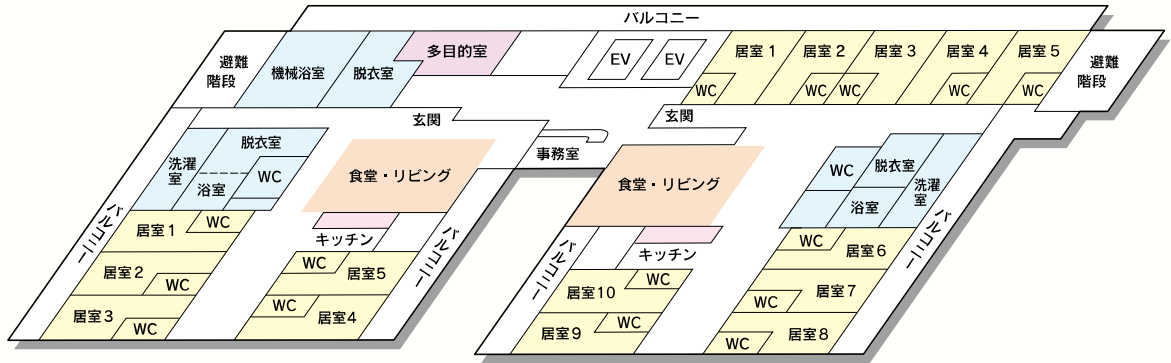 バルコニー
避難
階段
機械浴室
脱衣室
多目的室
EV
EV
居室1
居室2
居室3
居室4
居室5
WC
WC
WC
WC
WC
避難
階段
玄関
玄関
事務室
洗濯
室
脱衣室
浴室
WC
食堂・リビング
キッチン
バルコニー
バルコニー
居室1
WC
居室2
WC
居室3
WC
WC
居室5
WC
居室4
食堂・リビング
キッチン
バルコニー
WC
脱衣室
浴室
洗濯
室
バルコニー
WC
居室6
居室7
WC
居室8
WC
居室10
WC
居室9
WC